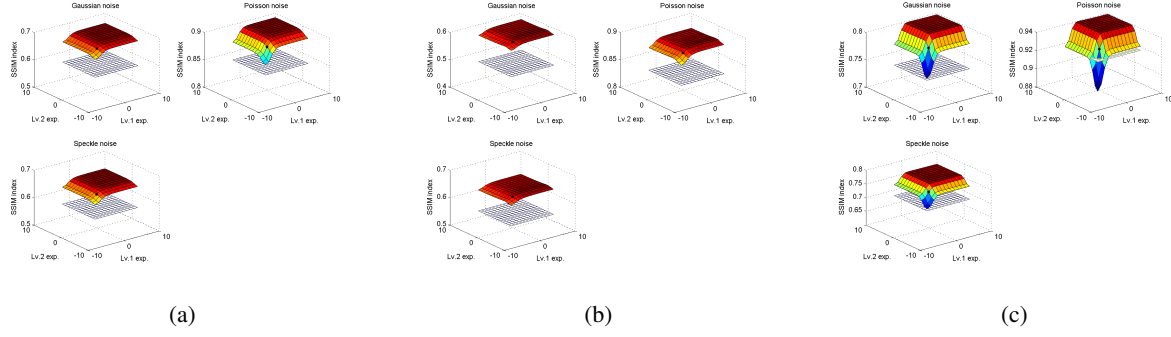 Gaussian noise
0.7
0.6
0.5
10
0
-10
-10
0
10
SSIM index
Lv.2 exp.
Lv.1 exp.
Poisson noise
0.9
0.85
0.8
10
0
-10
-10
0
10
SSIM index
Lv.2 exp.
Lv.1 exp.
Speckle noise
0.7
0.6
0.5
10
0
-10
-10
0
10
SSIM index
Lv.2 exp.
Lv.1 exp.
(a)
Gaussian noise
0.6
0.5
0.4
10
0
-10
-10
0
10
SSIM index
Lv.2 exp.
Lv.1 exp.
Poisson noise
0.9
0.85
0.8
10
0
-10
-10
0
10
SSIM index
Lv.2 exp.
Lv.1 exp.
Speckle noise
0.7
0.6
0.5
10
0
-10
-10
0
10
SSIM index
Lv.2 exp.
Lv.1 exp.
(b)
Gaussian noise
0.8
0.75
0.7
10
0
-10
-10
0
10
SSIM index
Lv.2 exp.
Lv.1 exp.
Poisson noise
0.94
0.92
0.9
0.88
10
0
-10
-10
0
10
SSIM index
Lv.2 exp.
Lv.1 exp.
Speckle noise
0.8
0.75
0.7
0.65
10
0
-10
-10
0
10
SSIM index
Lv.2 exp.
Lv.1 exp.
(c)